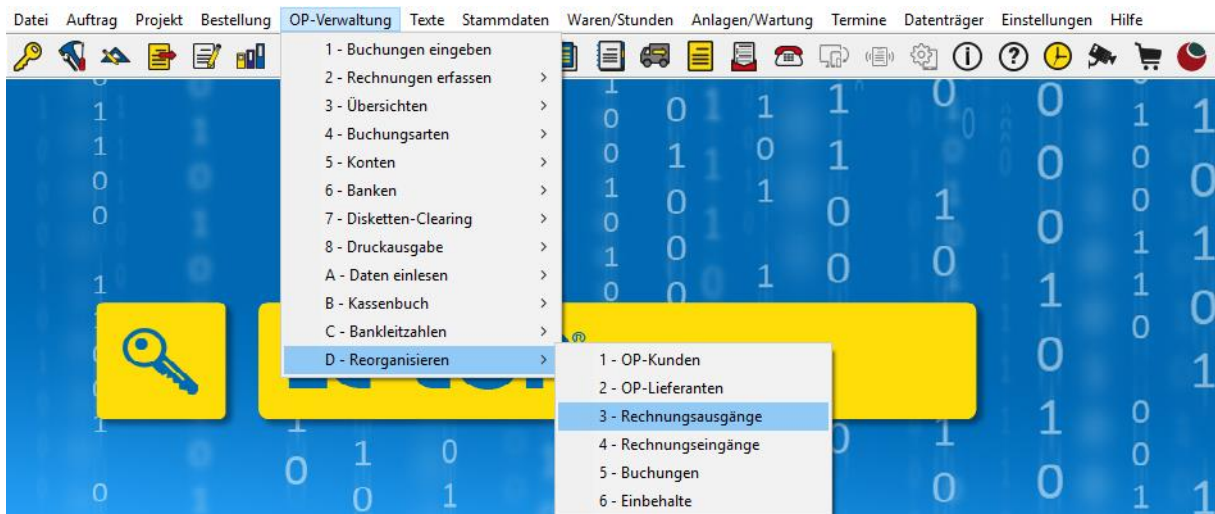 Datei Auftrag Projekt Bestellung OP-Verwaltung Texte Stammdaten Waren/Stunden Anlagen/Wartung Termine Datenträger Einstellungen Hilfe
1 - Buchungen eingeben
2 - Rechnungen erfassen >
3 - Übersichten >
4 - Buchungsarten >
5 - Konten >
6 - Banken >
7 - Disketten-Clearing >
8 - Druckausgabe >
A - Daten einlesen >
B - Kassenbuch >
C - Bankleitzahlen >
D - Reorganisieren >
1 - OP-Kunden
2 - OP-Lieferanten
3 - Rechnungsausgänge
4 - Rechnungseingänge
5 - Buchungen
6 - Einbehalte